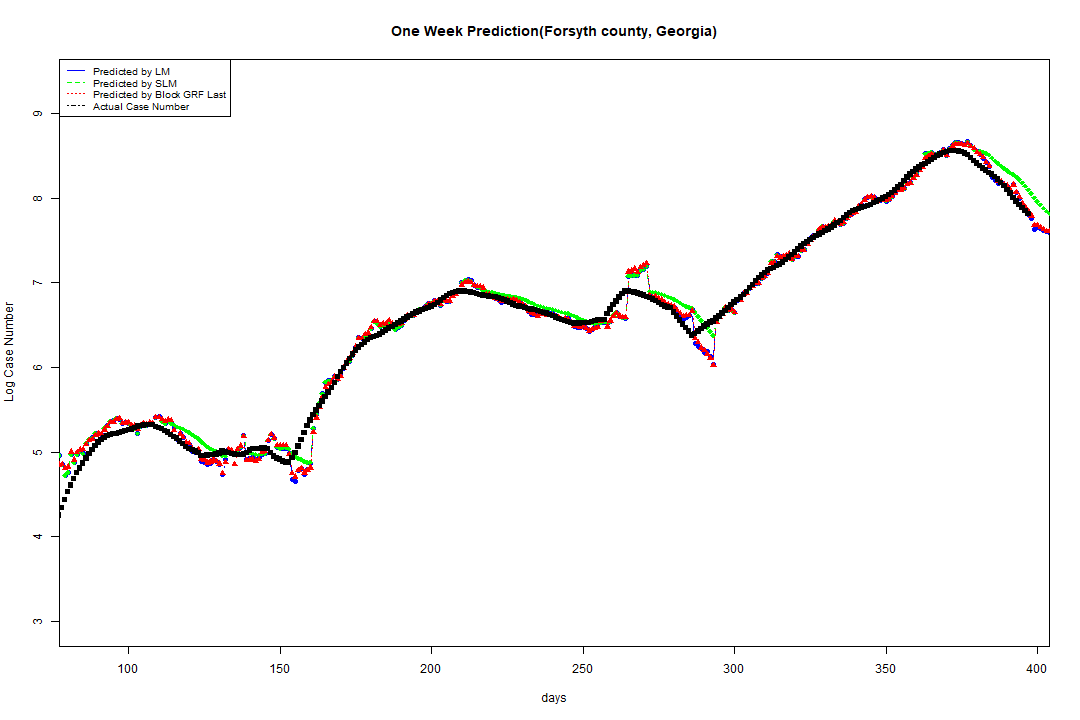 One Week Prediction(Forsyth county, Georgia)
Predicted by LM
Predicted by SLM
Predicted by Block GRF Last
Actual Case Number
9
8
7
6
5
4
3
Log Case Number
100 150 200 250 300 350 400
days